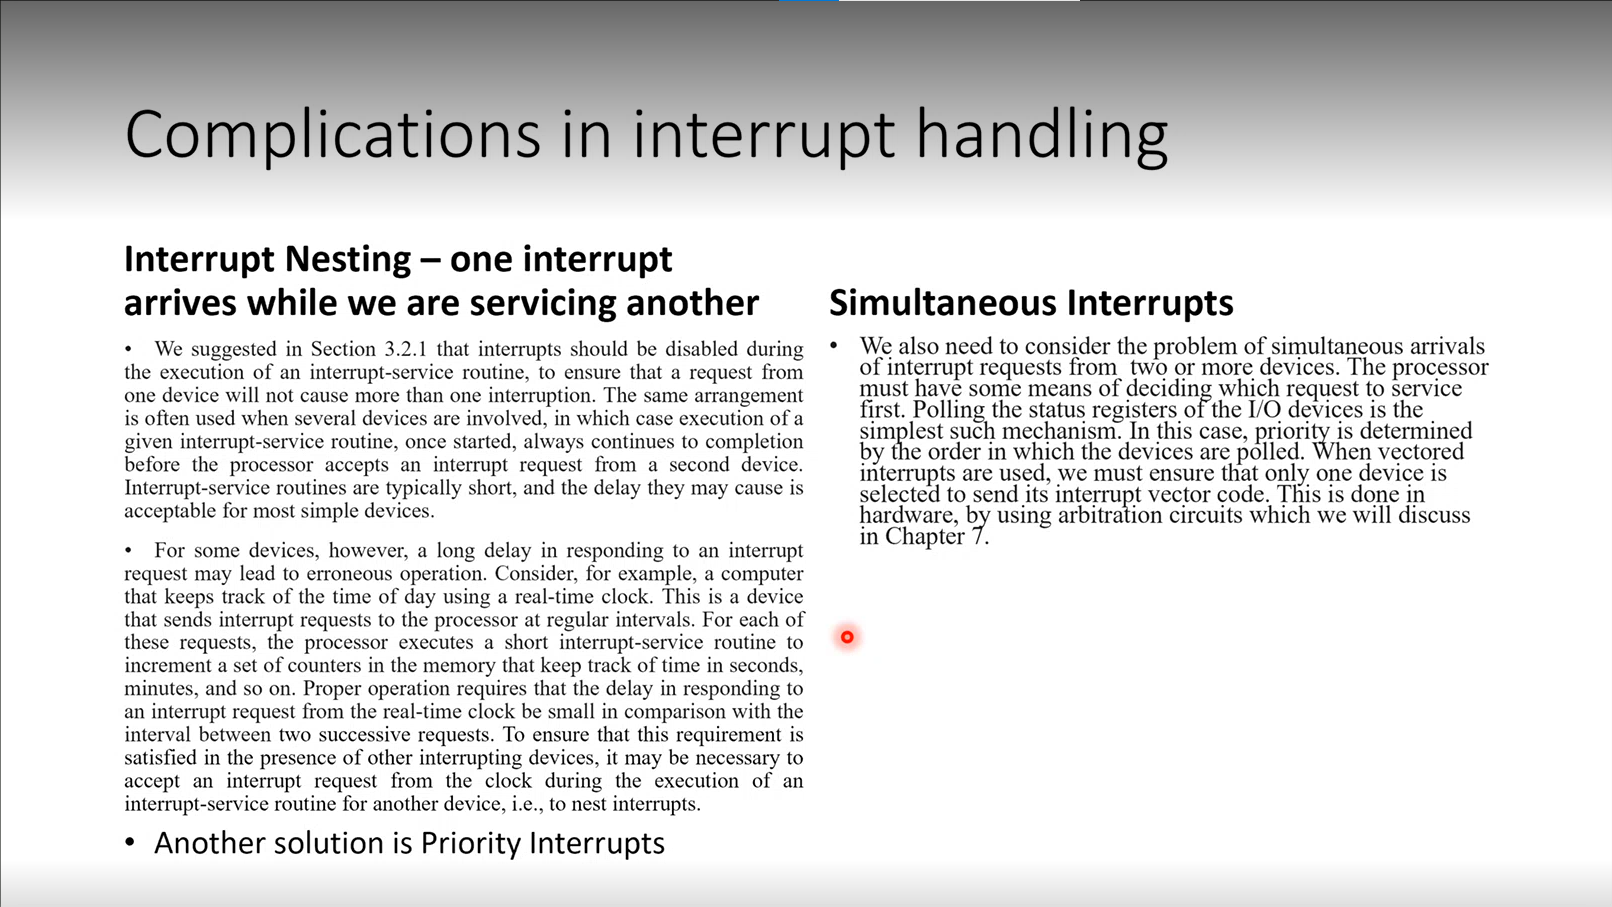 Complications in interrupt handling
Interrupt Nesting – one interrupt
arrives while we are servicing another
• We suggested in Section 3.2.1 that interrupts should be disabled during
the execution of an interrupt-service routine, to ensure that a request from
one device will not cause more than one interruption. The same arrangement
is often used when several devices are involved, in which case execution of a
given interrupt-service routine, once started, always continues to completion
before the processor accepts an interrupt request from a second device.
Interrupt-service routines are typically short, and the delay they may cause is
acceptable for most simple devices.
• For some devices, however, a long delay in responding to an interrupt
request may lead to erroneous operation. Consider, for example, a computer
that keeps track of the time of day using a real-time clock. This is a device
that sends interrupt requests to the processor at regular intervals. For each of
these requests, the processor executes a short interrupt-service routine to
increment a set of counters in the memory that keep track of time in seconds,
minutes, and so on. Proper operation requires that the delay in responding to
an interrupt request from the real-time clock be small in comparison with the
interval between two successive requests. To ensure that this requirement is
satisfied in the presence of other interrupting devices, it may be necessary to
accept an interrupt request from the clock during the execution of an
interrupt-service routine for another device, i.e., to nest interrupts.
• Another solution is Priority Interrupts
Simultaneous Interrupts
• We also need to consider the problem of simultaneous arrivals
of interrupt requests from two or more devices. The processor
must have some means of deciding which request to service
first. Polling the status registers of the I/O devices is the
simplest such mechanism. In this case, priority is determined
by the order in which the devices are polled. When vectored
interrupts are used, we must ensure that only one device is
selected to send its interrupt vector code. This is done in
hardware, by using arbitration circuits which we will discuss
in Chapter 7.